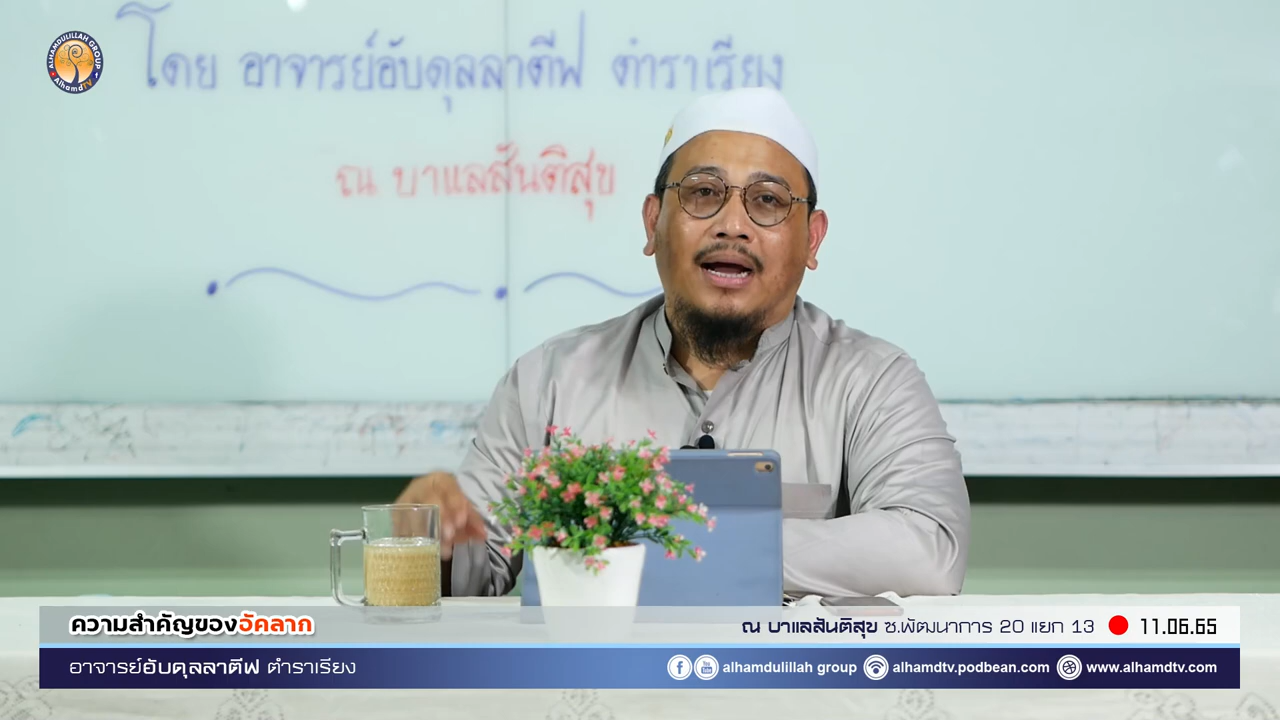 ALHAMDULILLAH GROUP
AlhamdTV
โดย อาจารย์อับดุลลาตีฟ ตำราเรียง
ณ บาแลสันติสุข
ความสำคัญของอัคลาก
ณ บาแลสันติสุข ซ.พัฒนาการ 20 แยก 13
11.06.65
อาจารย์อับดุลลาตีฟ ตำราเรียง
f You Tube alhamdulillah group alhamdtv.podbean.com www.alhamdtv.com